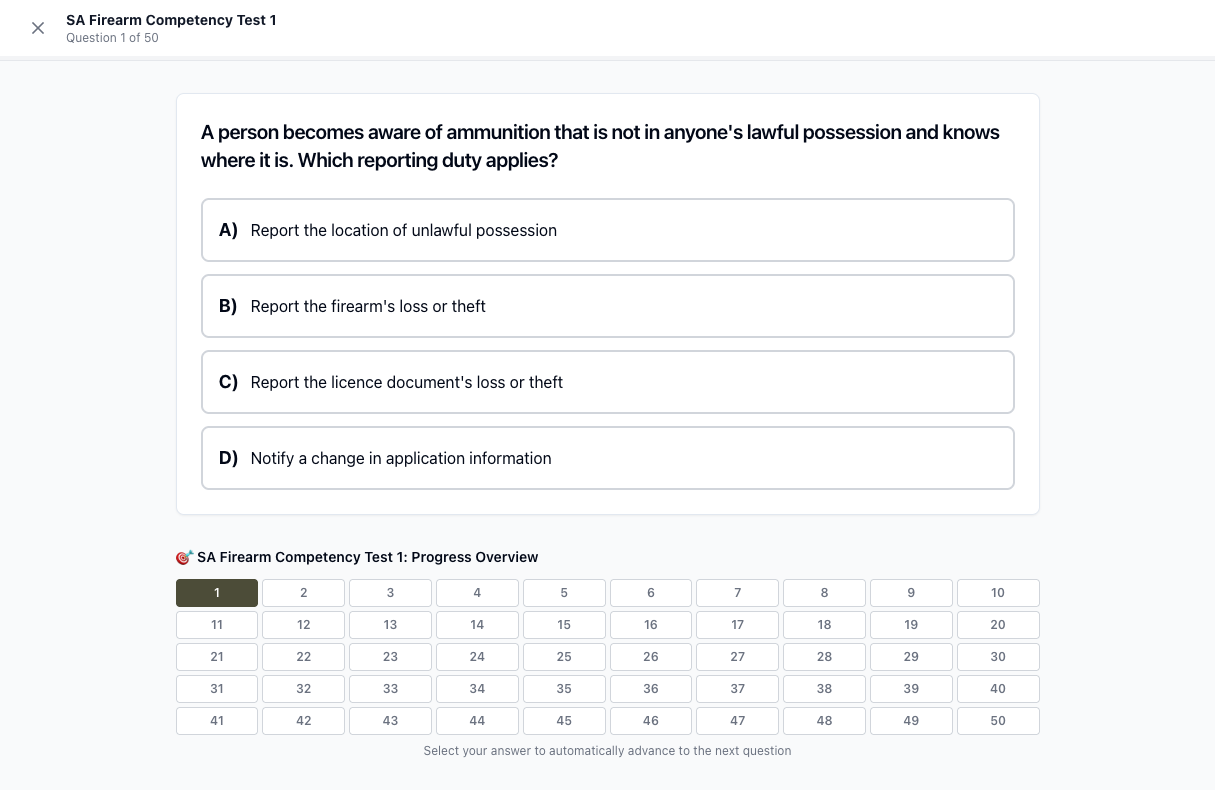 SA Firearm Competency Test 1
Question 1 of 50
A person becomes aware of ammunition that is not in anyone's lawful possession and knows
where it is. Which reporting duty applies?
A) Report the location of unlawful possession
B) Report the firearm's loss or theft
C) Report the licence document's loss or theft
D) Notify a change in application information
🎯 SA Firearm Competency Test 1: Progress Overview
1 2 3 4 5 6 7 8 9 10
11 12 13 14 15 16 17 18 19 20
21 22 23 24 25 26 27 28 29 30
31 32 33 34 35 36 37 38 39 40
41 42 43 44 45 46 47 48 49 50
Select your answer to automatically advance to the next question